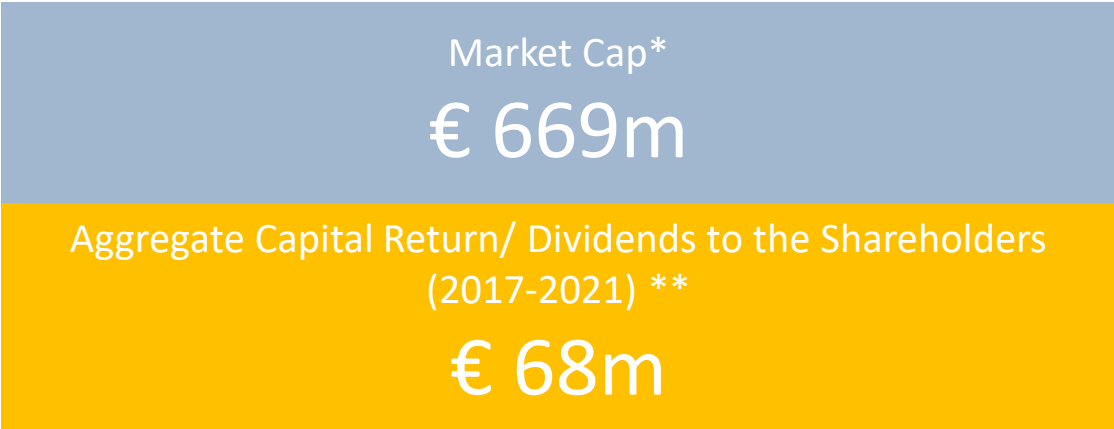 Market Cap*
€ 669m
Aggregate Capital Return/ Dividends to the Shareholders
(2017-2021) **
€ 68m